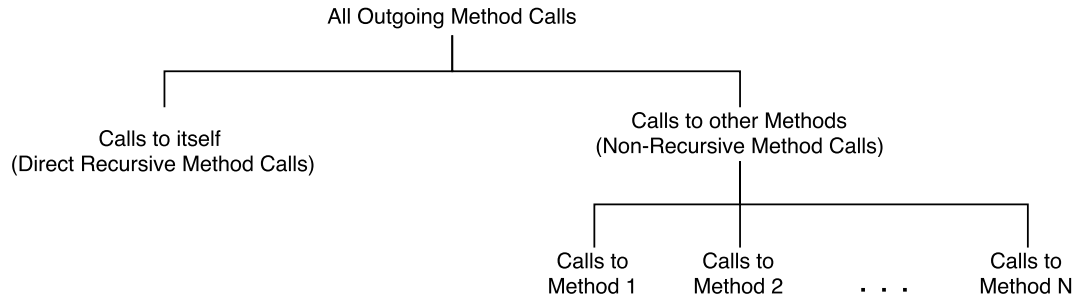 All Outgoing Method Calls
Calls to itself
(Direct Recursive Method Calls)
Calls to other Methods
(Non-Recursive Method Calls)
Calls to
Method 1
Calls to
Method 2
. . .
Calls to
Method N